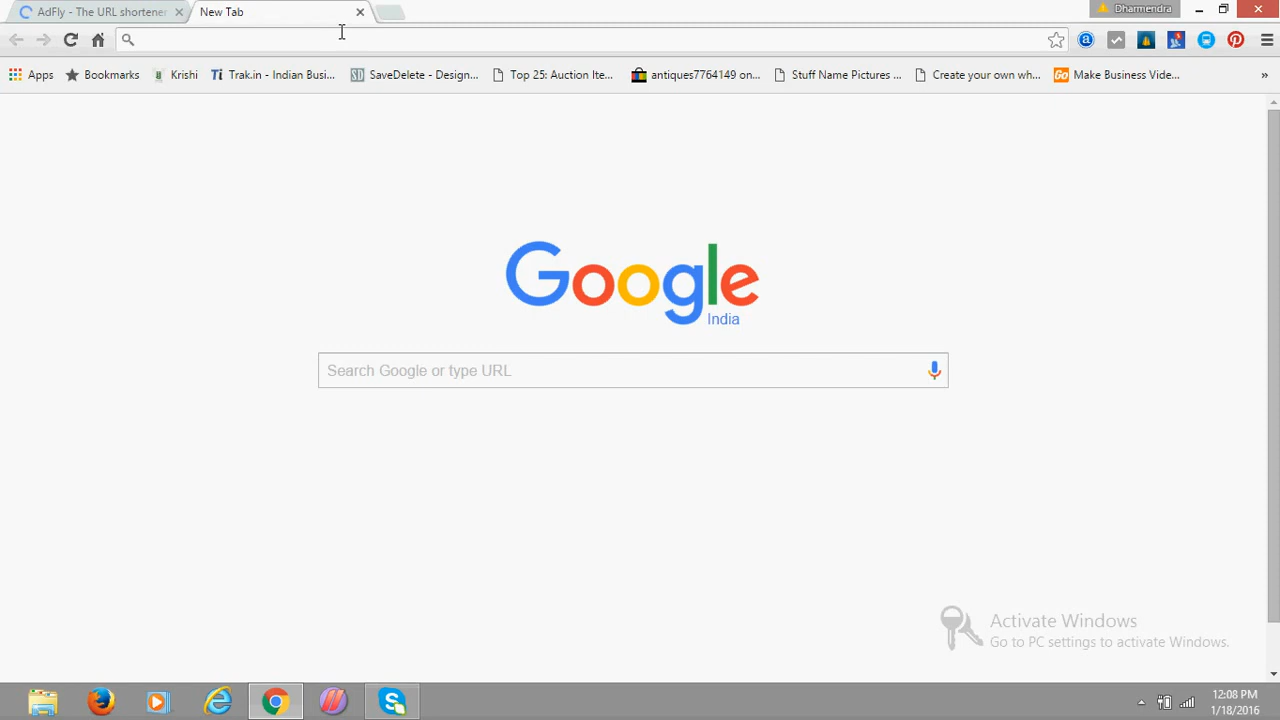 AdFly - The URL shortener
New Tab
Dharmendra
Apps
Bookmarks
Krishi
Trak.in - Indian Busi...
SaveDelete - Design...
Top 25: Auction Ite...
antiques7764149 on...
Stuff Name Pictures ...
Create your own wh...
Make Business Vide...
»
Google
India
Search Google or type URL
Activate Windows
Go to PC settings to activate Windows.
12:08 PM
1/18/2016